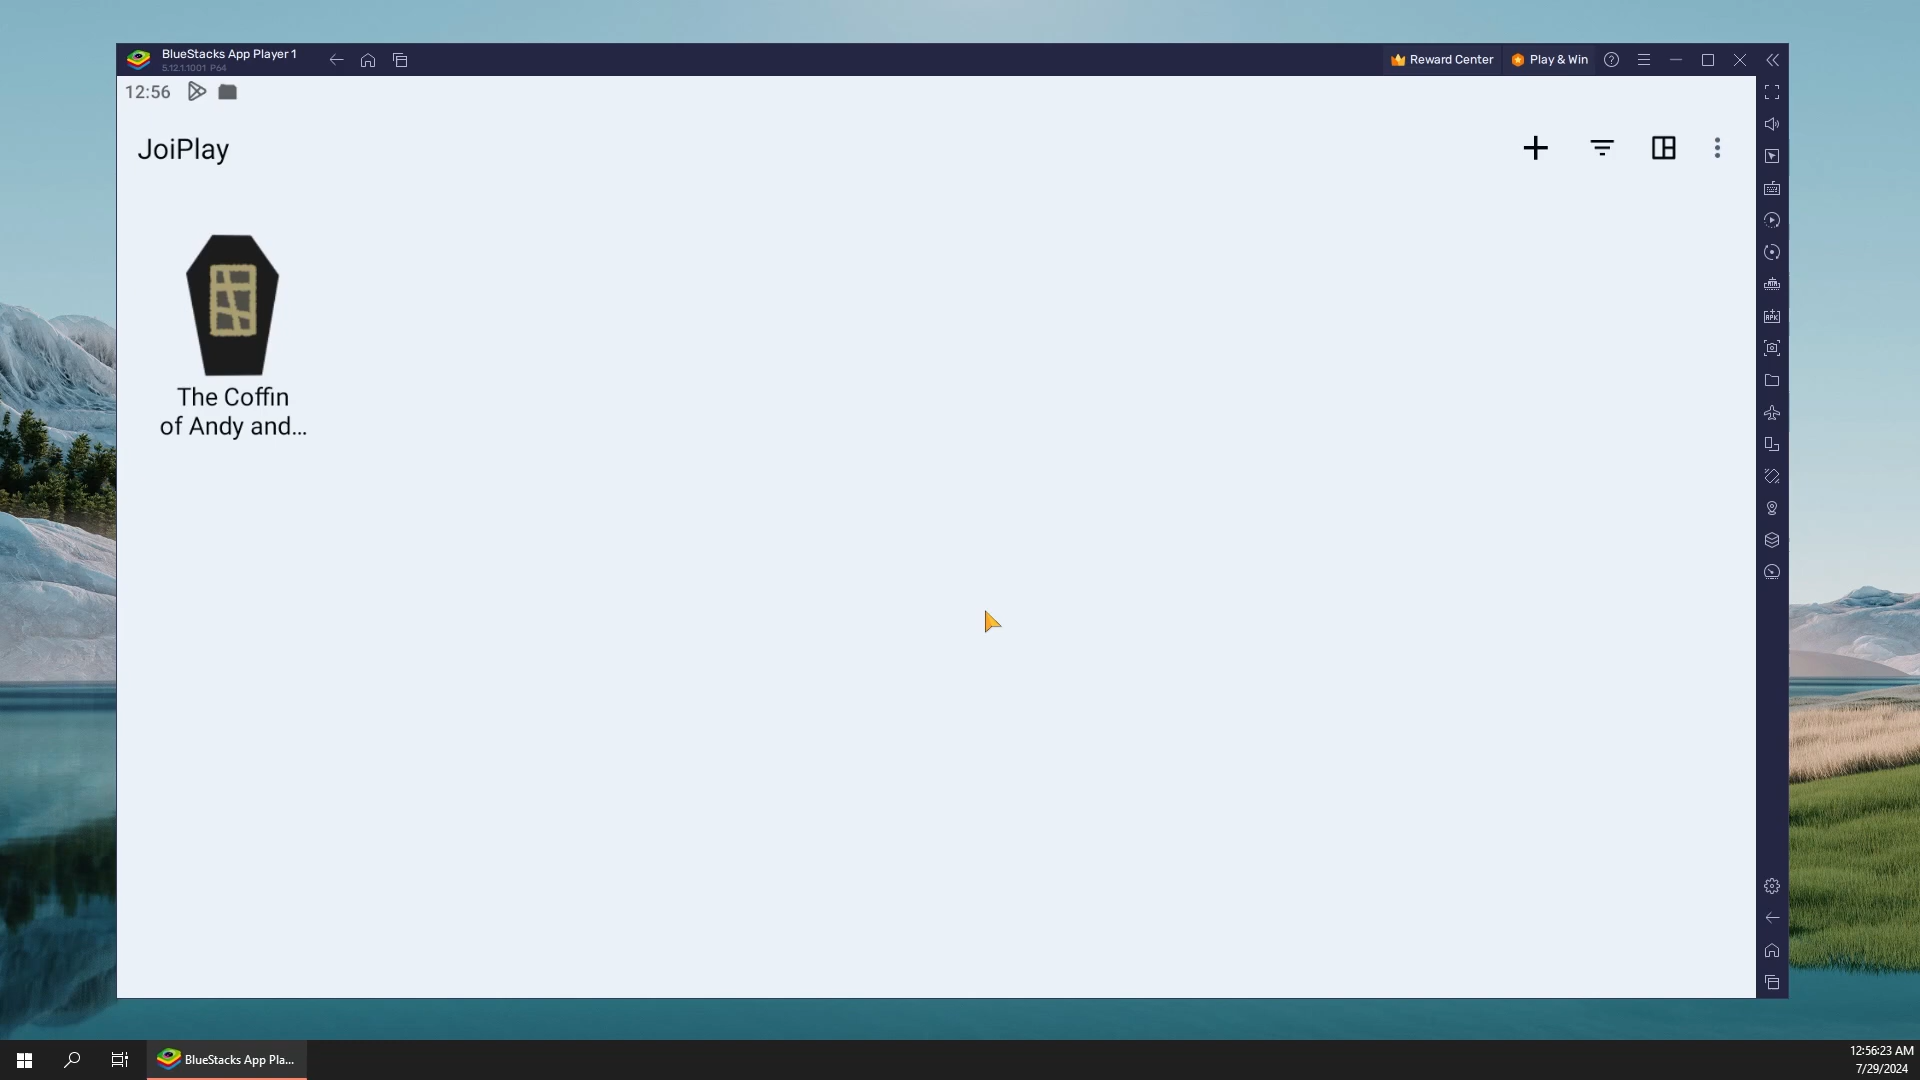 BlueStacks App Player 1
5.12.1.1001 P64
Reward Center
Play & Win
12:56
JoiPlay
The Coffin
of Andy and...
BlueStacks App Pla...
12:56:23 AM
7/29/2024